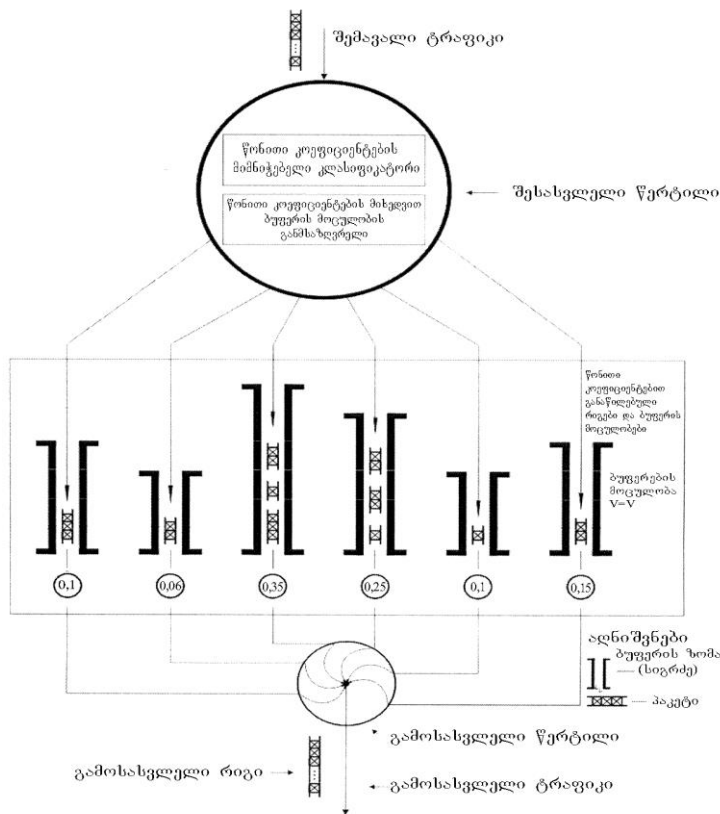 შემავალი ტრაფიკი
წონითი კოეფიციენტების
მიმნიჭებელი კლასიფიკატორი
შესასვლელი წერტილი
წონითი კოეფიციენტების მიხედვით
ბუფერის მოცულობის
განმსაზღვრელი
წონითი
კოეფიციენტებით
განაწილებული
რიგები და ბუფერის
მოცულობები
ბუფერების
მოცულობა
V=V
0,1
0,06
0,35
0,25
0,1
0,15
აღნიშვნები
ბუფერის ზომა
(სიგრძე)
პაკეტი
გამოსასვლელი წერტილი
გამოსასვლელი რიგი
გამოსასვლელი ტრაფიკი